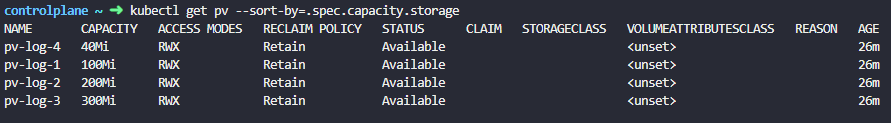 controlplane ~ ➜ kubectl get pv --sort-by=.spec.capacity.storage
NAME CAPACITY ACCESS MODES RECLAIM POLICY STATUS CLAIM STORAGECLASS VOLUMEATTRIBUTESCLASS REASON AGE
pv-log-4 40Mi RWX Retain Available <unset> 26m
pv-log-1 100Mi RWX Retain Available <unset> 26m
pv-log-2 200Mi RWX Retain Available <unset> 26m
pv-log-3 300Mi RWX Retain Available <unset> 26m